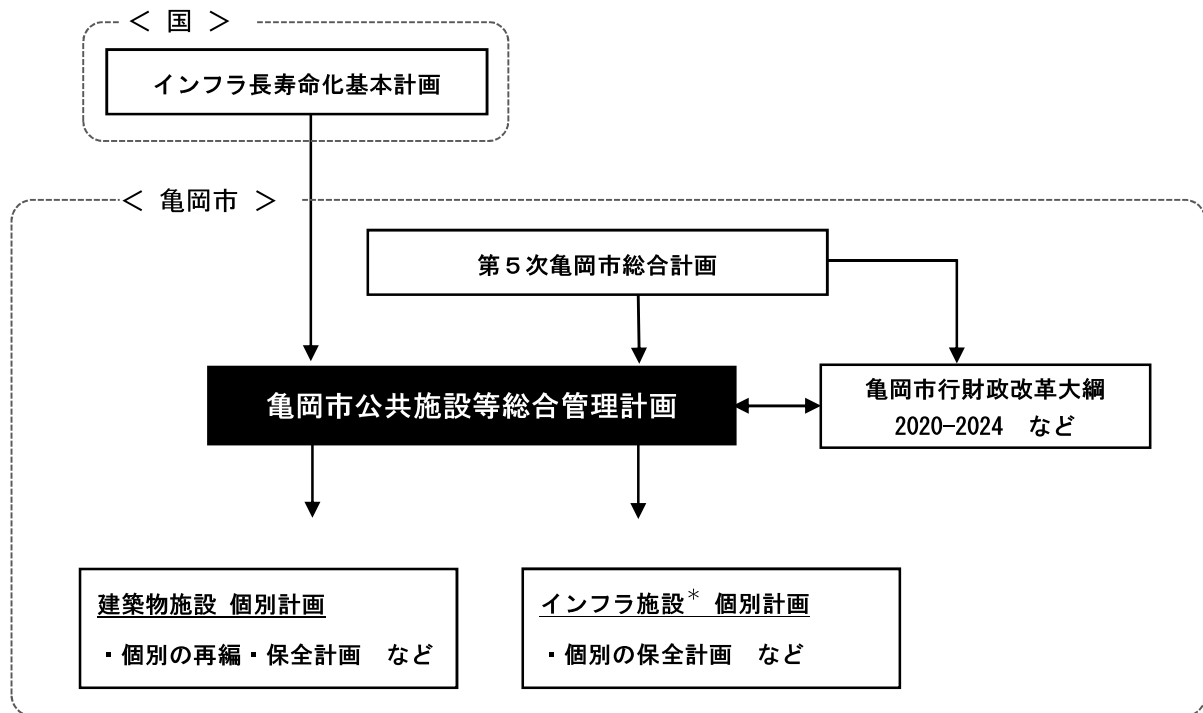 ＜ 国 ＞
インフラ長寿命化基本計画
＜ 亀岡市 ＞
第５次亀岡市総合計画
亀岡市公共施設等総合管理計画
亀岡市行財政改革大綱
2020-2024　など
建築物施設 個別計画
・個別の再編・保全計画　など
インフラ施設* 個別計画
・個別の保全計画　など